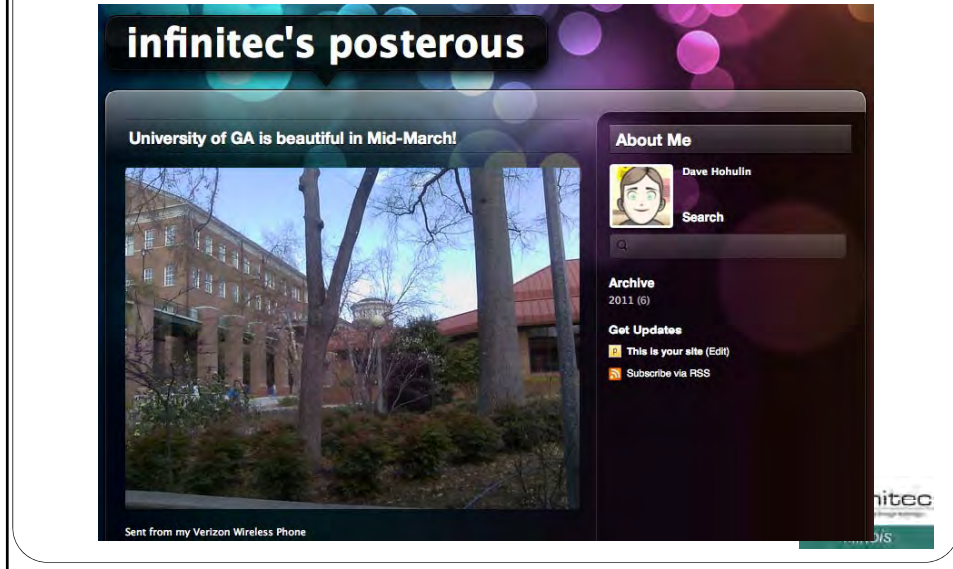 infinitec's posterous
University of GA is beautiful in Mid-March!
Sent from my Verizon Wireless Phone
About Me
Dave Hohulin
Search
Archive
2011 (6)
Get Updates
This is your site (Edit)
Subscribe via RSS
nitec